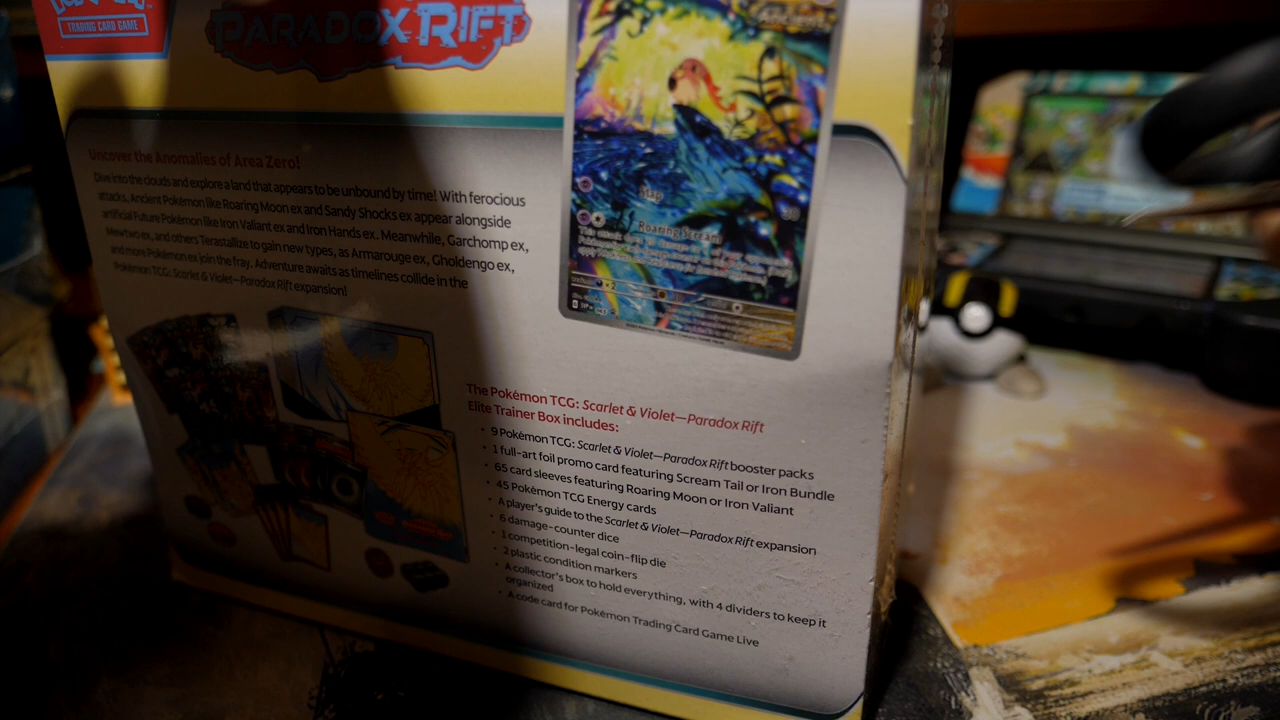 TRADING CARD GAME
PARADOX RIFT
Ancient
Uncover the Anomalies of Area Zero!
Dive into the clouds and explore a land that appears to be unbound by time! With ferocious
attacks, Ancient Pokémon like Roaring Moon ex and Sandy Shocks ex appear alongside
artificial Future Pokémon like Iron Valiant ex and Iron Hands ex. Meanwhile, Garchomp ex,
Mewtwo ex, and others Terastallize to gain new types, as Armarouge ex, Gholdengo ex,
and more Pokémon ex join the fray. Adventure awaits as timelines collide in the
Pokémon TCG: Scarlet & Violet—Paradox Rift expansion!
Slap
30
Roaring Scream
The Pokémon TCG: Scarlet & Violet—Paradox Rift
Elite Trainer Box includes:
• 9 Pokémon TCG: Scarlet & Violet—Paradox Rift booster packs
• 1 full-art foil promo card featuring Scream Tail or Iron Bundle
• 65 card sleeves featuring Roaring Moon or Iron Valiant
• 45 Pokémon TCG Energy cards
• A player's guide to the Scarlet & Violet—Paradox Rift expansion
• 6 damage-counter dice
• 1 competition-legal coin-flip die
• 2 plastic condition markers
• A collector's box to hold everything, with 4 dividers to keep it
organized
• A code card for Pokémon Trading Card Game Live